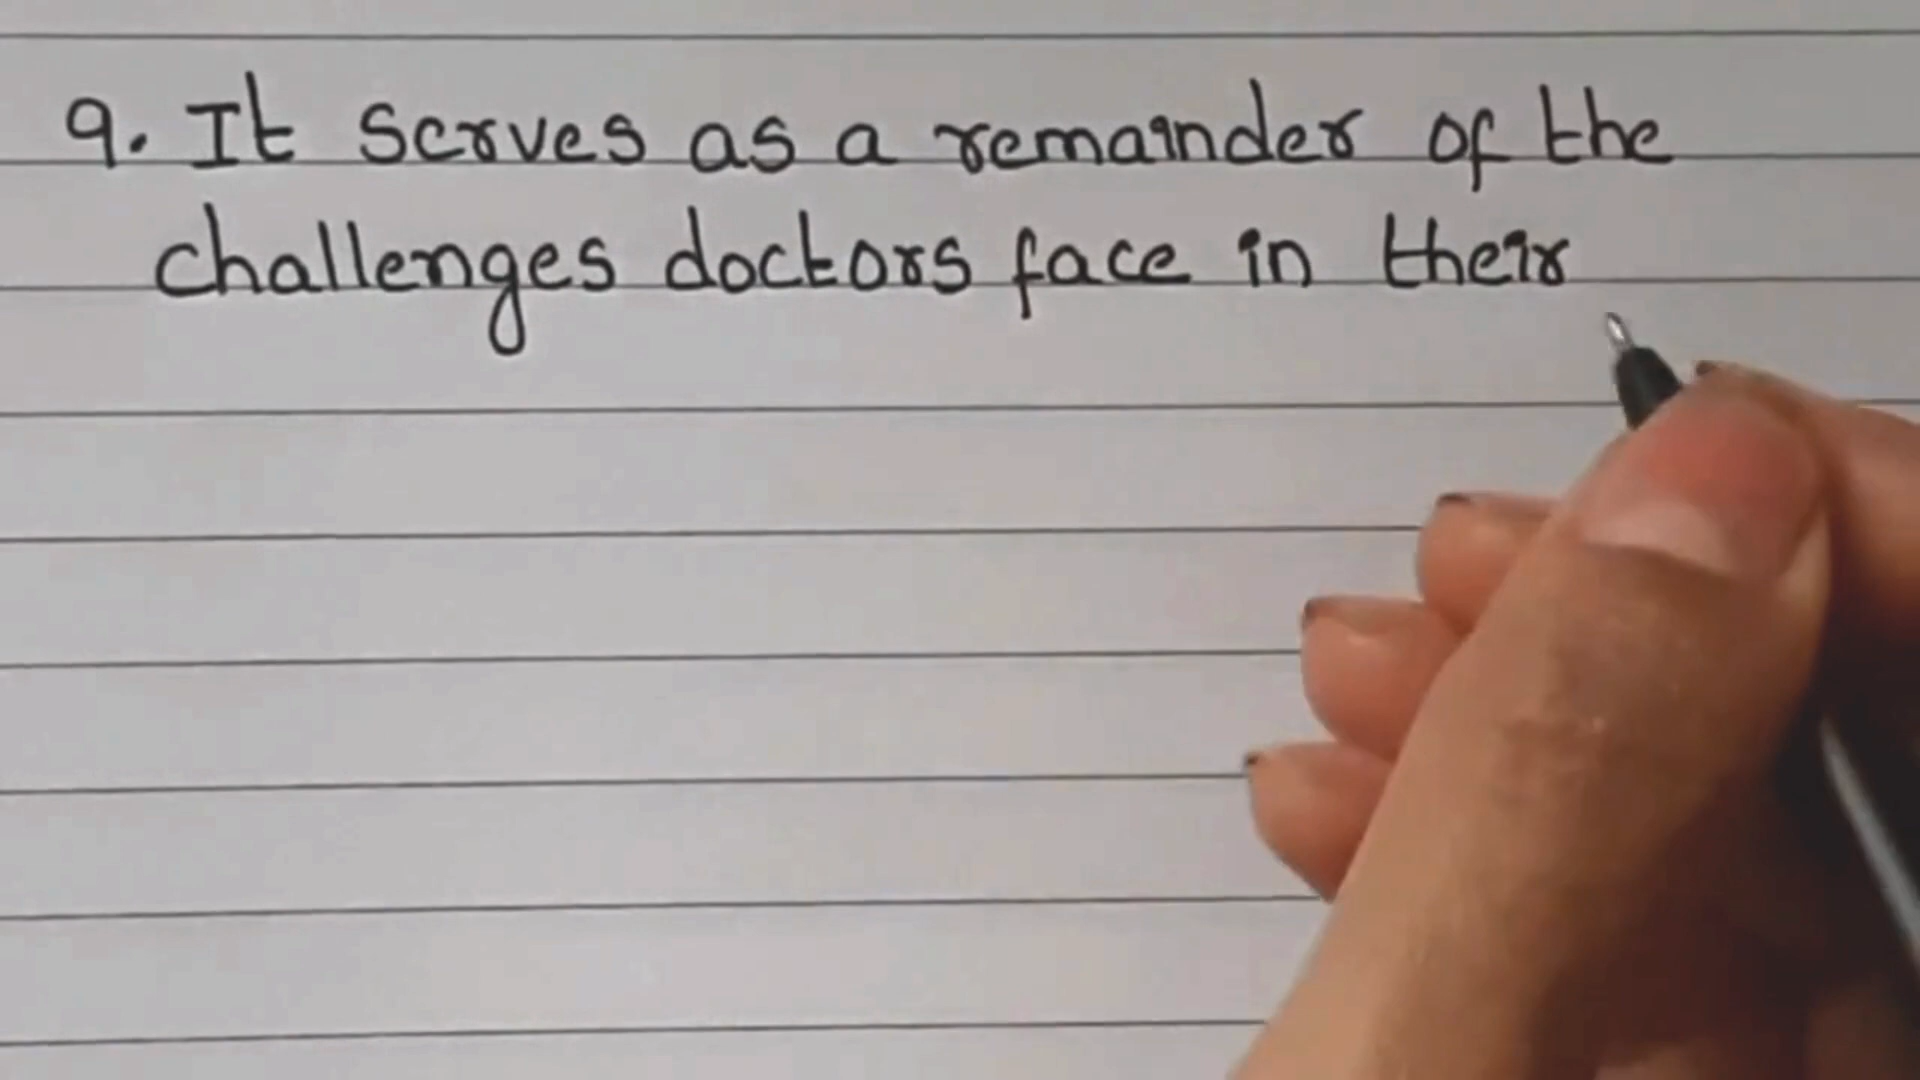 9. It serves as a remainder of the
challenges doctors face in their